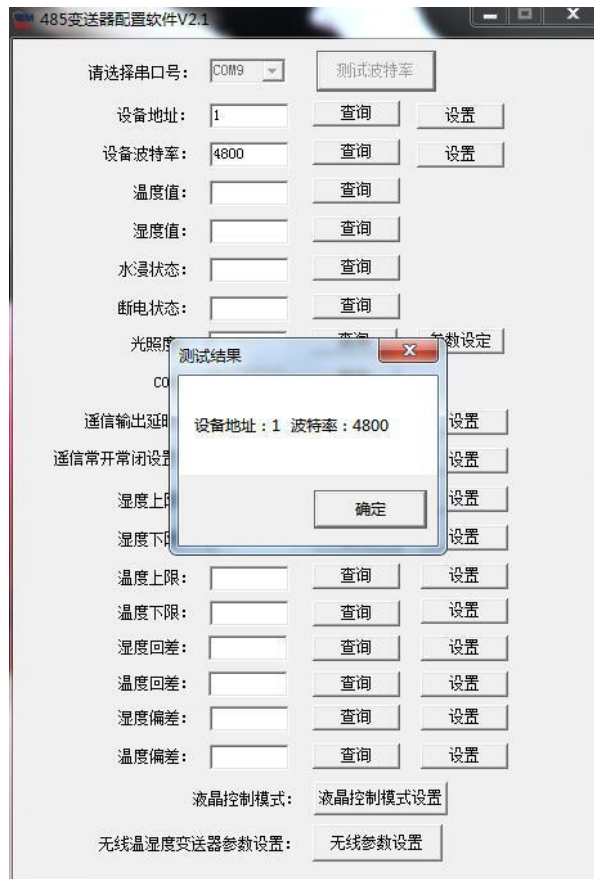 485变送器配置软件V2.1
请选择串口号： COM9 测试波特率
设备地址： 1 查询 设置
设备波特率： 4800 查询 设置
温度值： 查询
湿度值： 查询
水浸状态： 查询
断电状态： 查询
光照度 查询 参数设定
测试结果
CO
设备地址：1 波特率：4800
遥信输出延时 设置
遥信常开常闭设置 设置
确定
湿度上限 设置
湿度下限 设置
温度上限： 查询 设置
温度下限： 查询 设置
湿度回差： 查询 设置
温度回差： 查询 设置
湿度偏差： 查询 设置
温度偏差： 查询 设置
液晶控制模式： 液晶控制模式设置
无线温湿度变送器参数设置： 无线参数设置